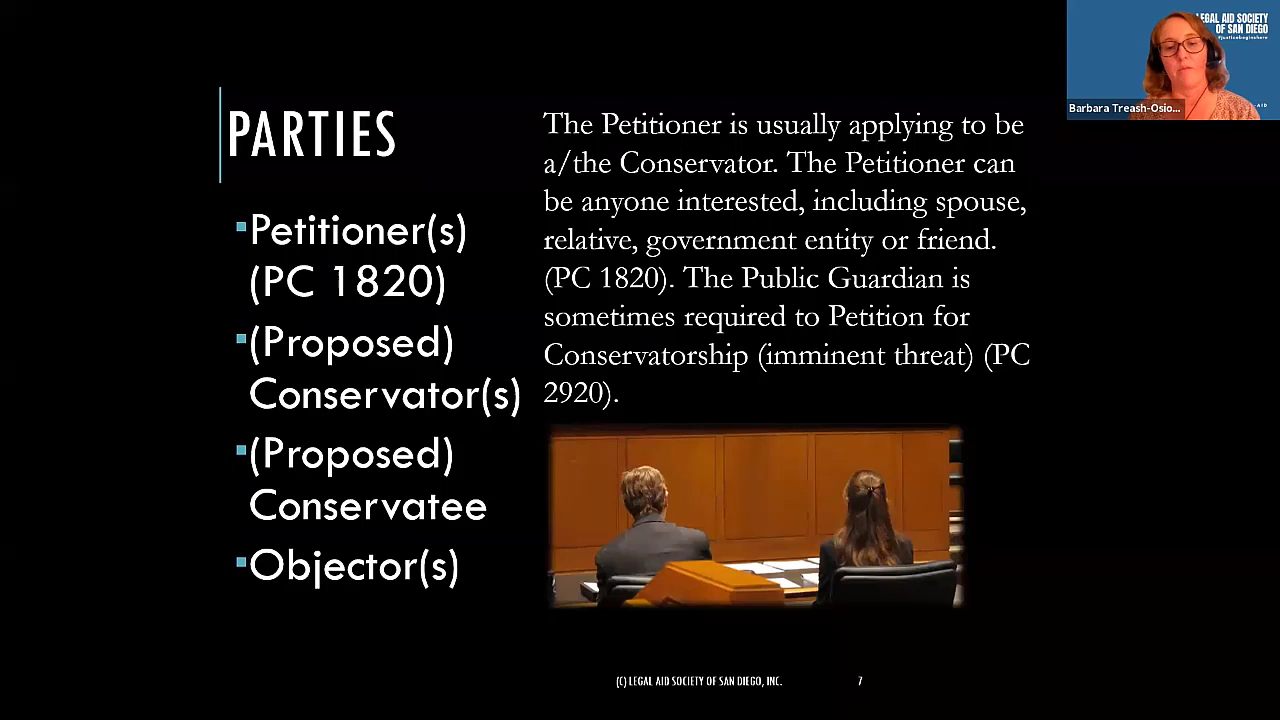 PARTIES
▪Petitioner(s)
(PC 1820)
▪(Proposed)
Conservator(s)
▪(Proposed)
Conservatee
▪Objector(s)
The Petitioner is usually applying to be
a/the Conservator. The Petitioner can
be anyone interested, including spouse,
relative, government entity or friend.
(PC 1820). The Public Guardian is
sometimes required to Petition for
Conservatorship (imminent threat) (PC
2920).
(C) LEGAL AID SOCIETY OF SAN DIEGO, INC.
7
LEGAL AID SOCIETY
OF SAN DIEGO
Barbara Treash-Osio...